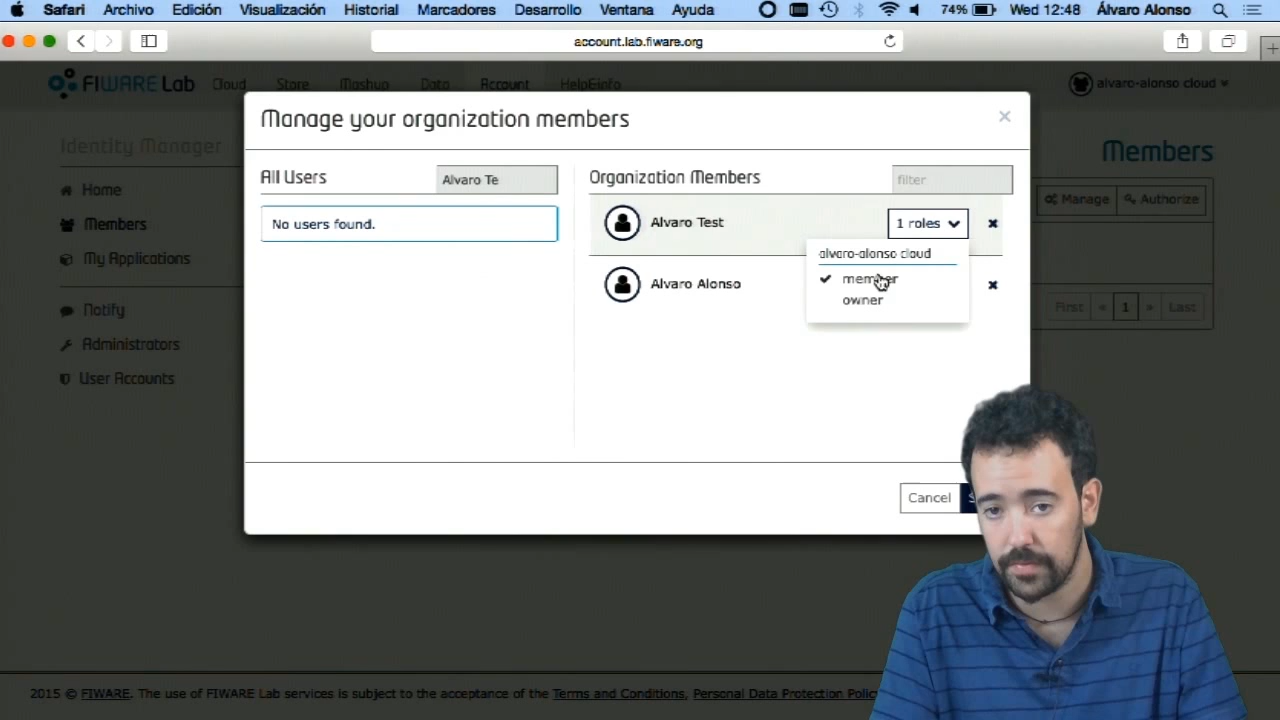 Safari Archivo Edición Visualización Historial Marcadores Desarrollo Ventana Ayuda 74% Wed 12:48 Álvaro Alonso
account.lab.fiware.org
FIWARE Lab Cloud Store Mashup Data Account Help&info alvaro-alonso cloud
Manage your organization members
Identity Manager
Members
All Users Alvaro Te
Organization Members filter
Home
Manage Authorize
Members
No users found.
Alvaro Test 1 roles
alvaro-alonso cloud
My Applications
member
Alvaro Alonso
owner
Notify
First « 1 » Last
Administrators
User Accounts
Cancel
2015 © FIWARE. The use of FIWARE Lab services is subject to the acceptance of the Terms and Conditions, Personal Data Protection Policy